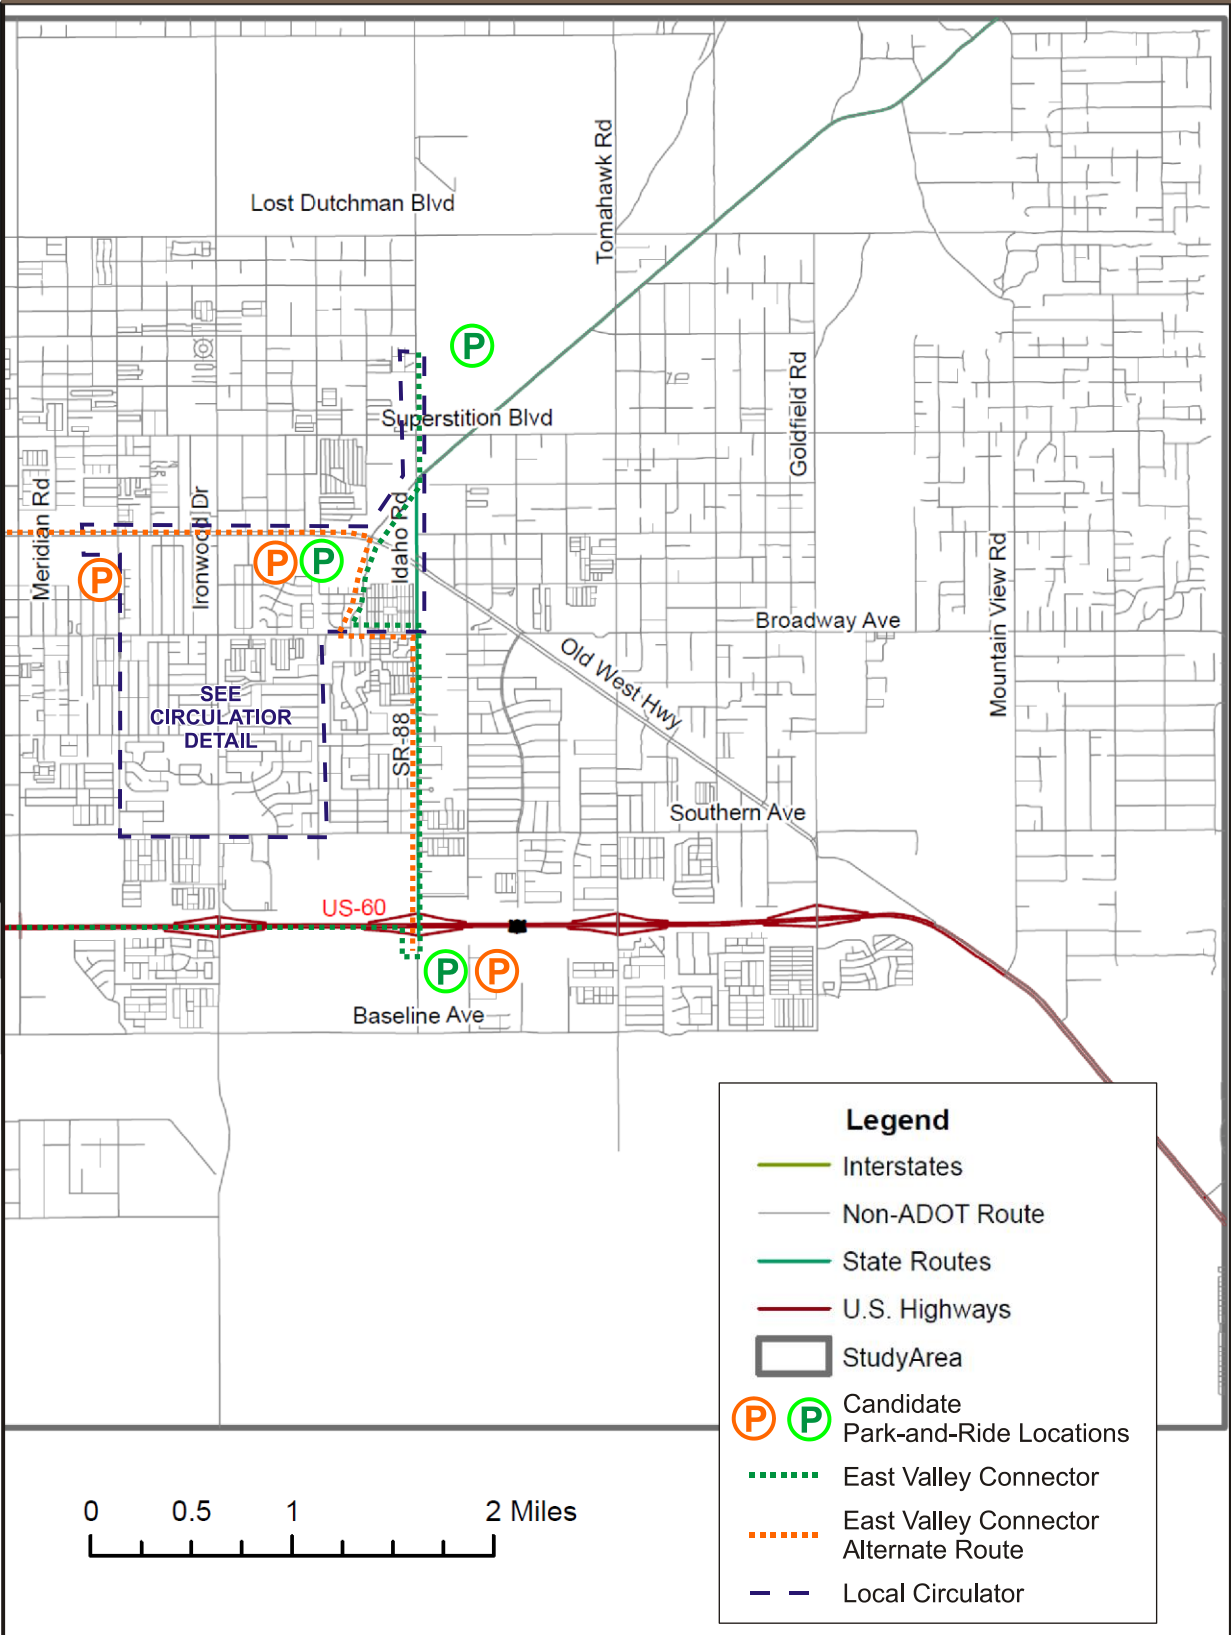 Tomahawk Rd
Lost Dutchman Blvd
P
Goldfield Rd
Superstition Blvd
Meridian Rd
Ironwood Dr
Idaho Rd
Mountain View Rd
P
P
P
Broadway Ave
Old West Hwy
SEE
CIRCULATIOR
DETAIL
SR-88
Southern Ave
US-60
P P
Baseline Ave
Legend
Interstates
Non-ADOT Route
State Routes
U.S. Highways
StudyArea
P P Candidate
Park-and-Ride Locations
East Valley Connector
East Valley Connector
Alternate Route
Local Circulator
0 0.5 1 2 Miles